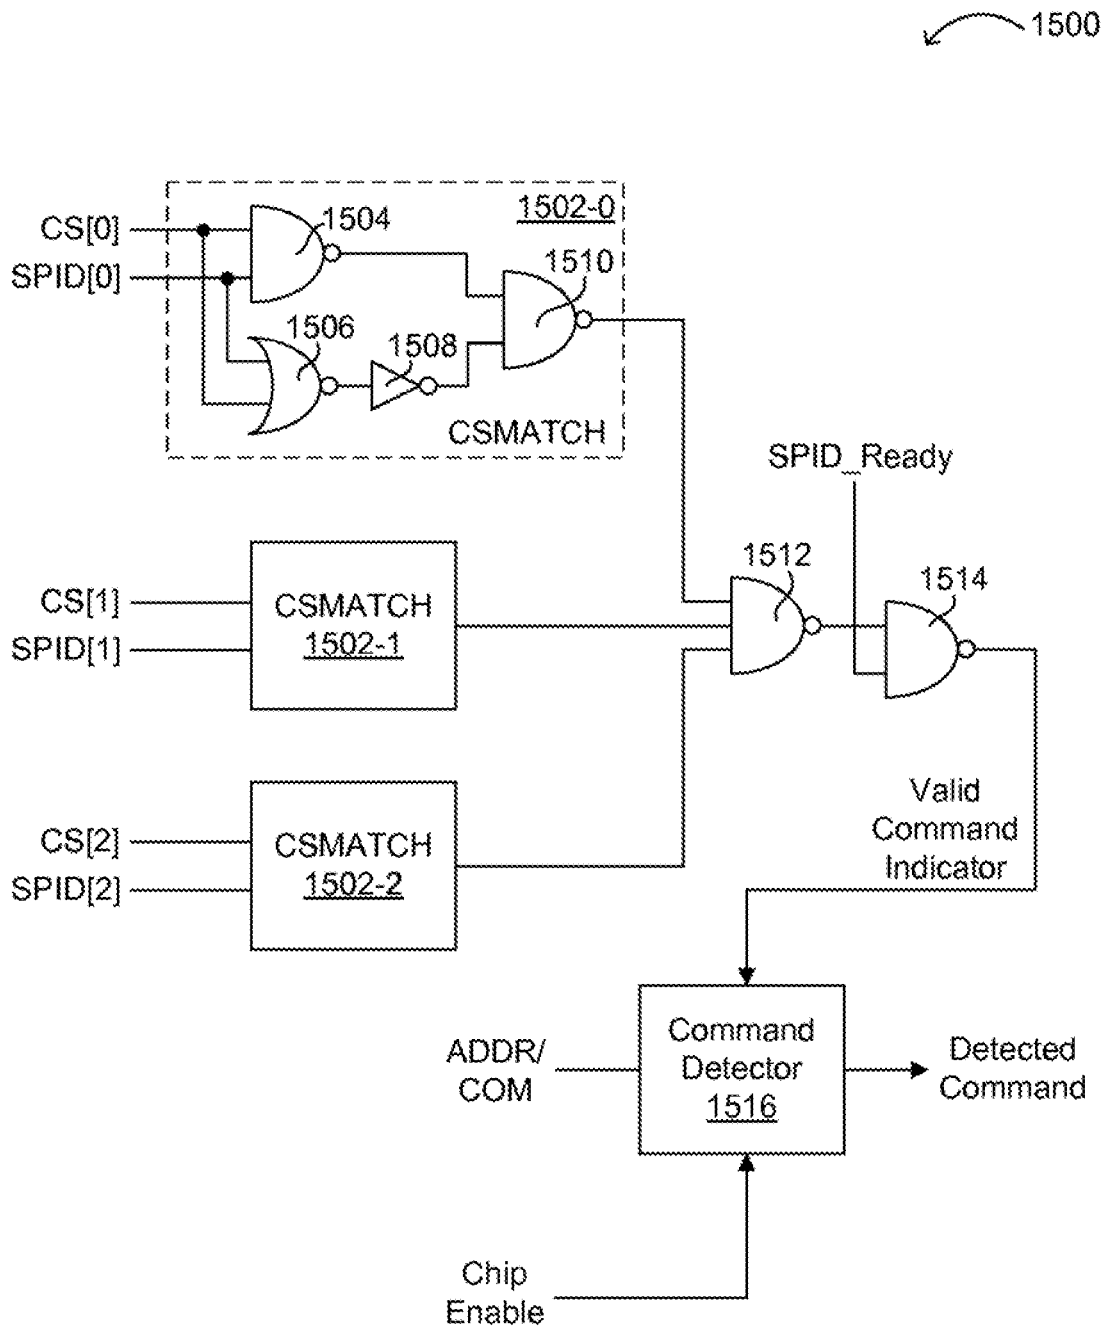 1500
1502-0
CS[0]
1504
SPID[0]
1510
1506
1508
CSMATCH
SPID_Ready
1512
1514
CS[1]
CSMATCH
SPID[1]
1502-1
Valid
Command
Indicator
CS[2]
CSMATCH
SPID[2]
1502-2
ADDR/
COM
Command
Detector
1516
Detected
Command
Chip
Enable